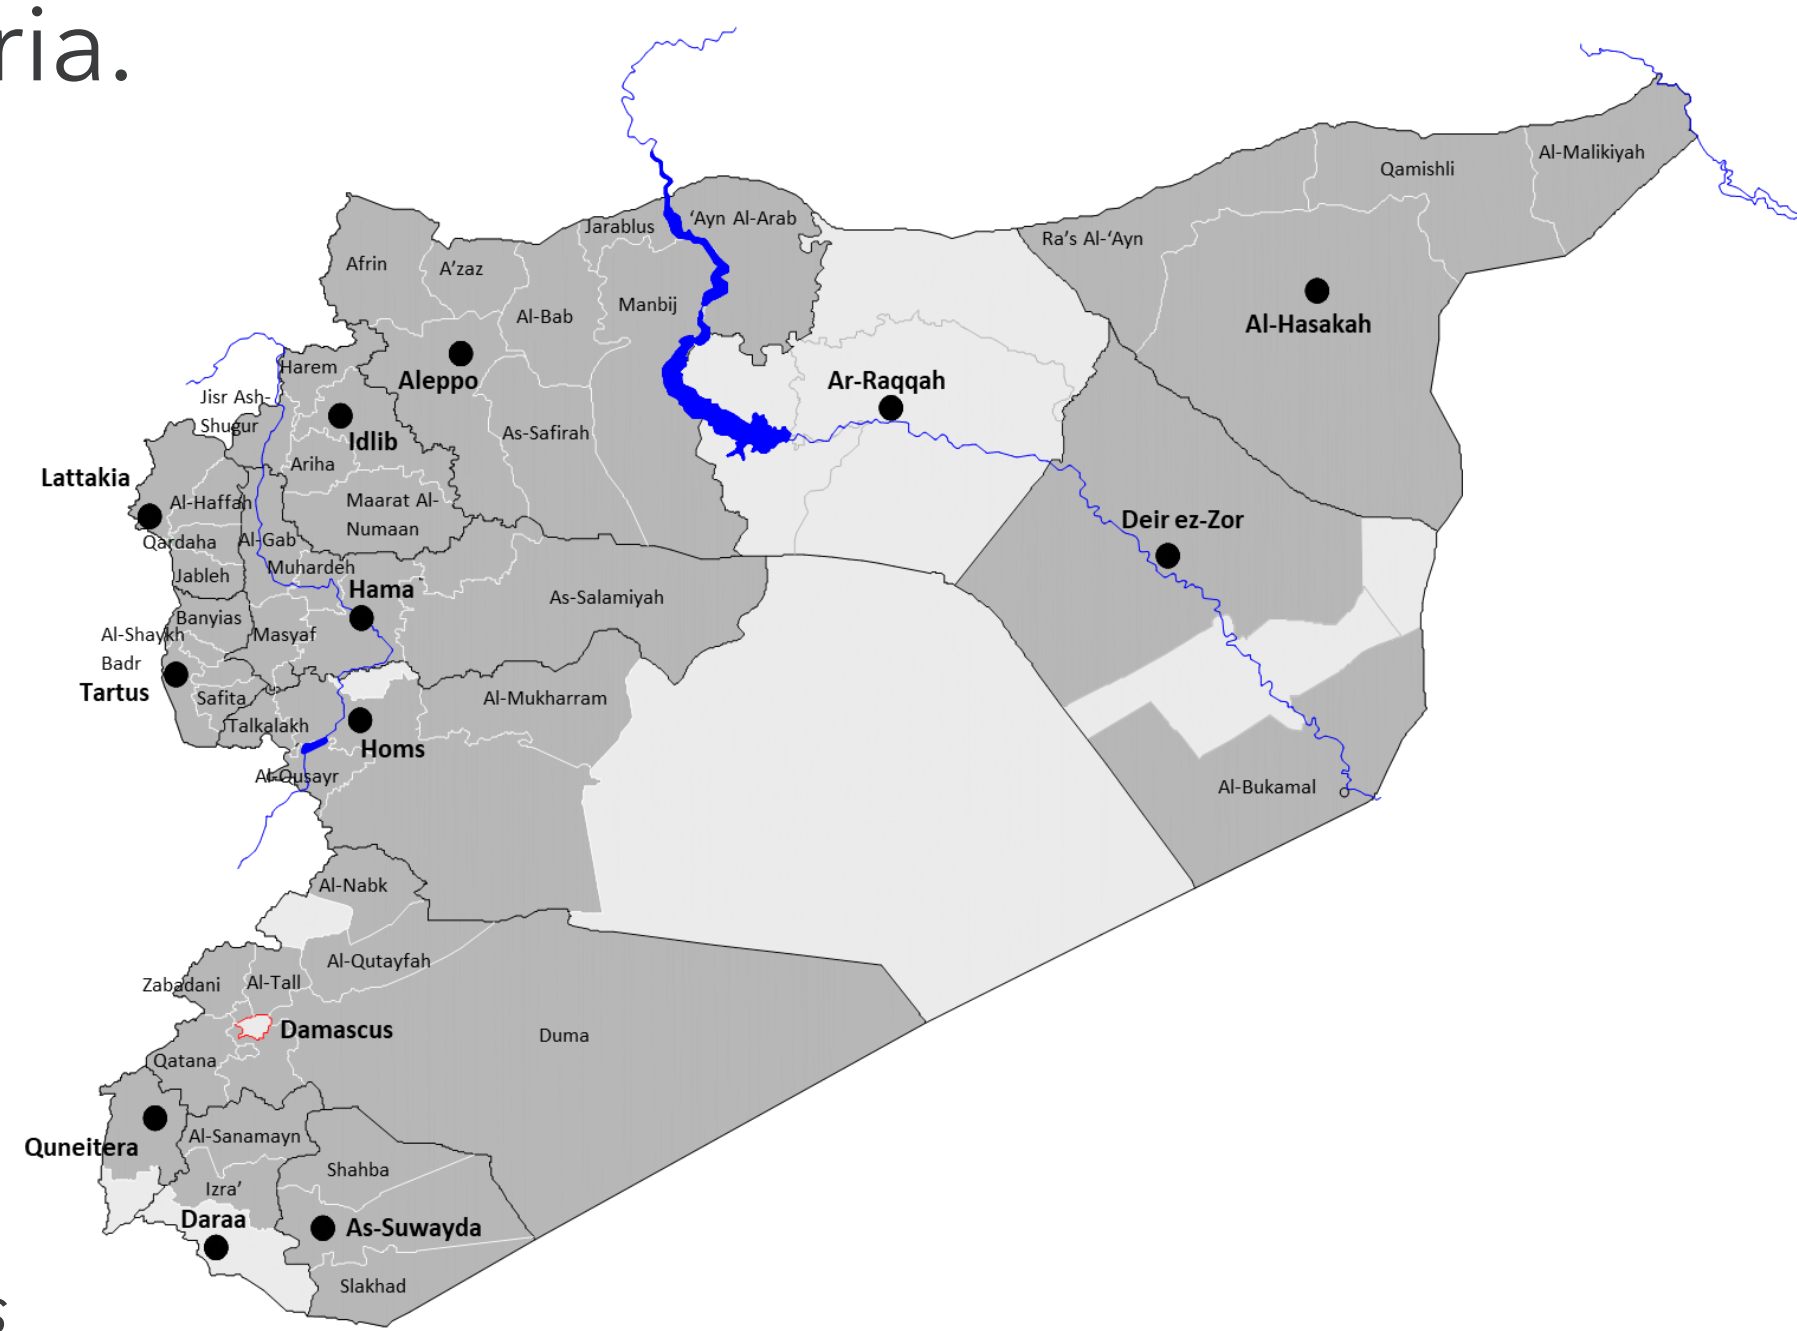 ria.
Al-Malikiyah
Qamishli
Jarablus
‘Ayn Al-Arab
Ra’s Al-‘Ayn
Afrin
A’zaz
Manbij
Al-Bab
Al-Hasakah
Harem
Aleppo
Ar-Raqqah
Jisr Ash-
Shugur
Idlib
As-Safirah
Ariha
Lattakia
Al-Haffah
Maarat Al-
Numaan
Deir ez-Zor
Qardaha
Al-Gab
Muhardeh
Jableh
Hama
As-Salamiyah
Banyias
Al-Shaykh
Badr
Masyaf
Tartus
Safita
Al-Mukharram
Talkalakh
Homs
Al-Qusayr
Al-Bukamal
Al-Nabk
Al-Qutayfah
Zabadani
Al-Tall
Damascus
Duma
Qatana
Al-Sanamayn
Quneitera
Shahba
Izra’
Daraa
As-Suwayda
Slakhad
s